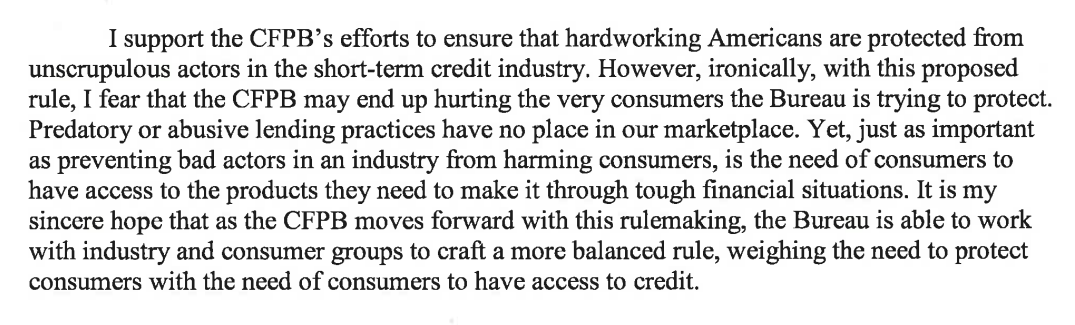 I support the CFPB's efforts to ensure that hardworking Americans are protected from
unscrupulous actors in the short-term credit industry. However, ironically, with this proposed
rule, I fear that the CFPB may end up hurting the very consumers the Bureau is trying to protect.
Predatory or abusive lending practices have no place in our marketplace. Yet, just as important
as preventing bad actors in an industry from harming consumers, is the need of consumers to
have access to the products they need to make it through tough financial situations. It is my
sincere hope that as the CFPB moves forward with this rulemaking, the Bureau is able to work
with industry and consumer groups to craft a more balanced rule, weighing the need to protect
consumers with the need of consumers to have access to credit.